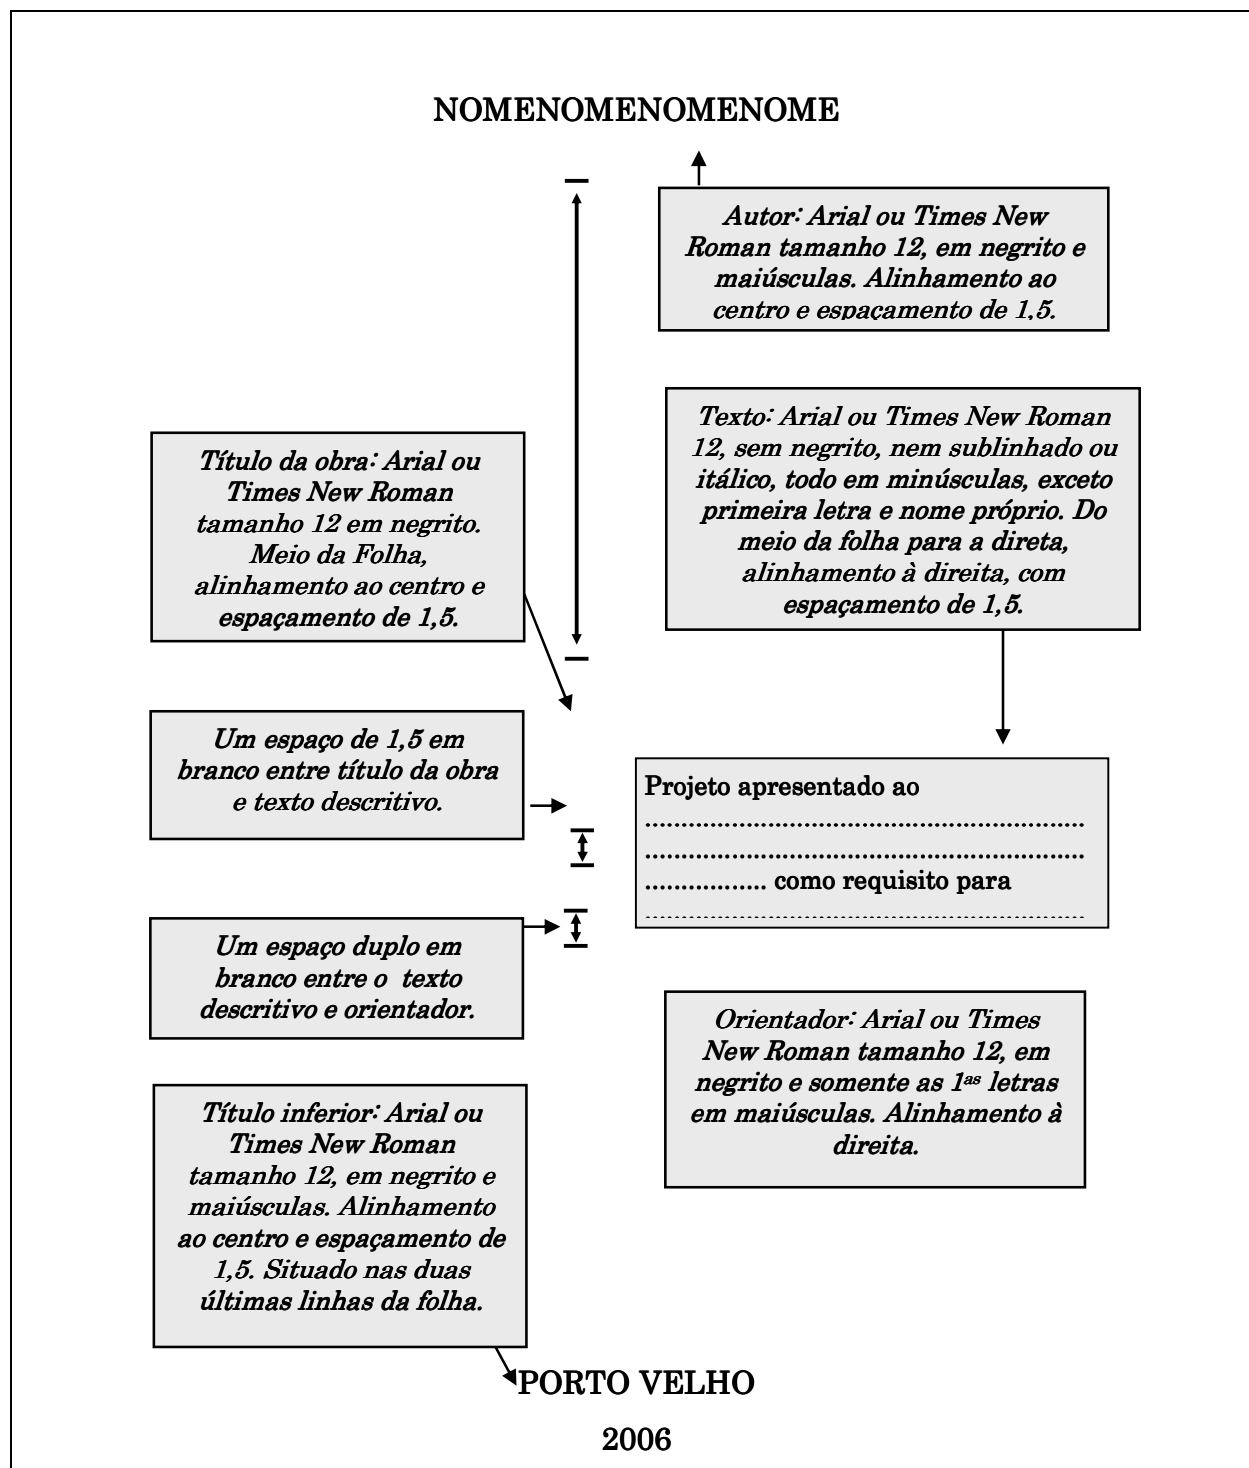 NOMENOMENOMENOME
Autor: Arial ou Times New
Roman tamanho 12, em negrito e
maiúsculas. Alinhamento ao
centro e espaçamento de 1,5.
Texto: Arial ou Times New Roman
12, sem negrito, nem sublinhado ou
itálico, todo em minúsculas, exceto
primeira letra e nome próprio. Do
meio da folha para a direta,
alinhamento à direita, com
espaçamento de 1,5.
Título da obra: Arial ou
Times New Roman
tamanho 12 em negrito.
Meio da Folha,
alinhamento ao centro e
espaçamento de 1,5.
Um espaço de 1,5 em
branco entre título da obra
e texto descritivo.
Projeto apresentado ao
..............................................................
..............................................................
................. como requisito para
..............................................................
Um espaço duplo em
branco entre o  texto
descritivo e orientador.
Orientador: Arial ou Times
New Roman tamanho 12, em
negrito e somente as 1as letras
em maiúsculas. Alinhamento à
direita.
Título inferior: Arial ou
Times New Roman
tamanho 12, em negrito e
maiúsculas. Alinhamento
ao centro e espaçamento de
1,5. Situado nas duas
últimas linhas da folha.
PORTO VELHO
2006